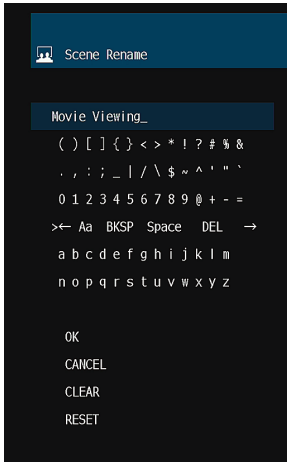 Scene Rename
Movie Viewing_
( ) [ ] { } < > * ! ? # % &
. , : ; _ | / \ $ ~ ^ ' " `
0 1 2 3 4 5 6 7 8 9 @ + - =
>← Aa BKSP Space DEL →
a b c d e f g h i j k l m
n o p q r s t u v w x y z
OK
CANCEL
CLEAR
RESET